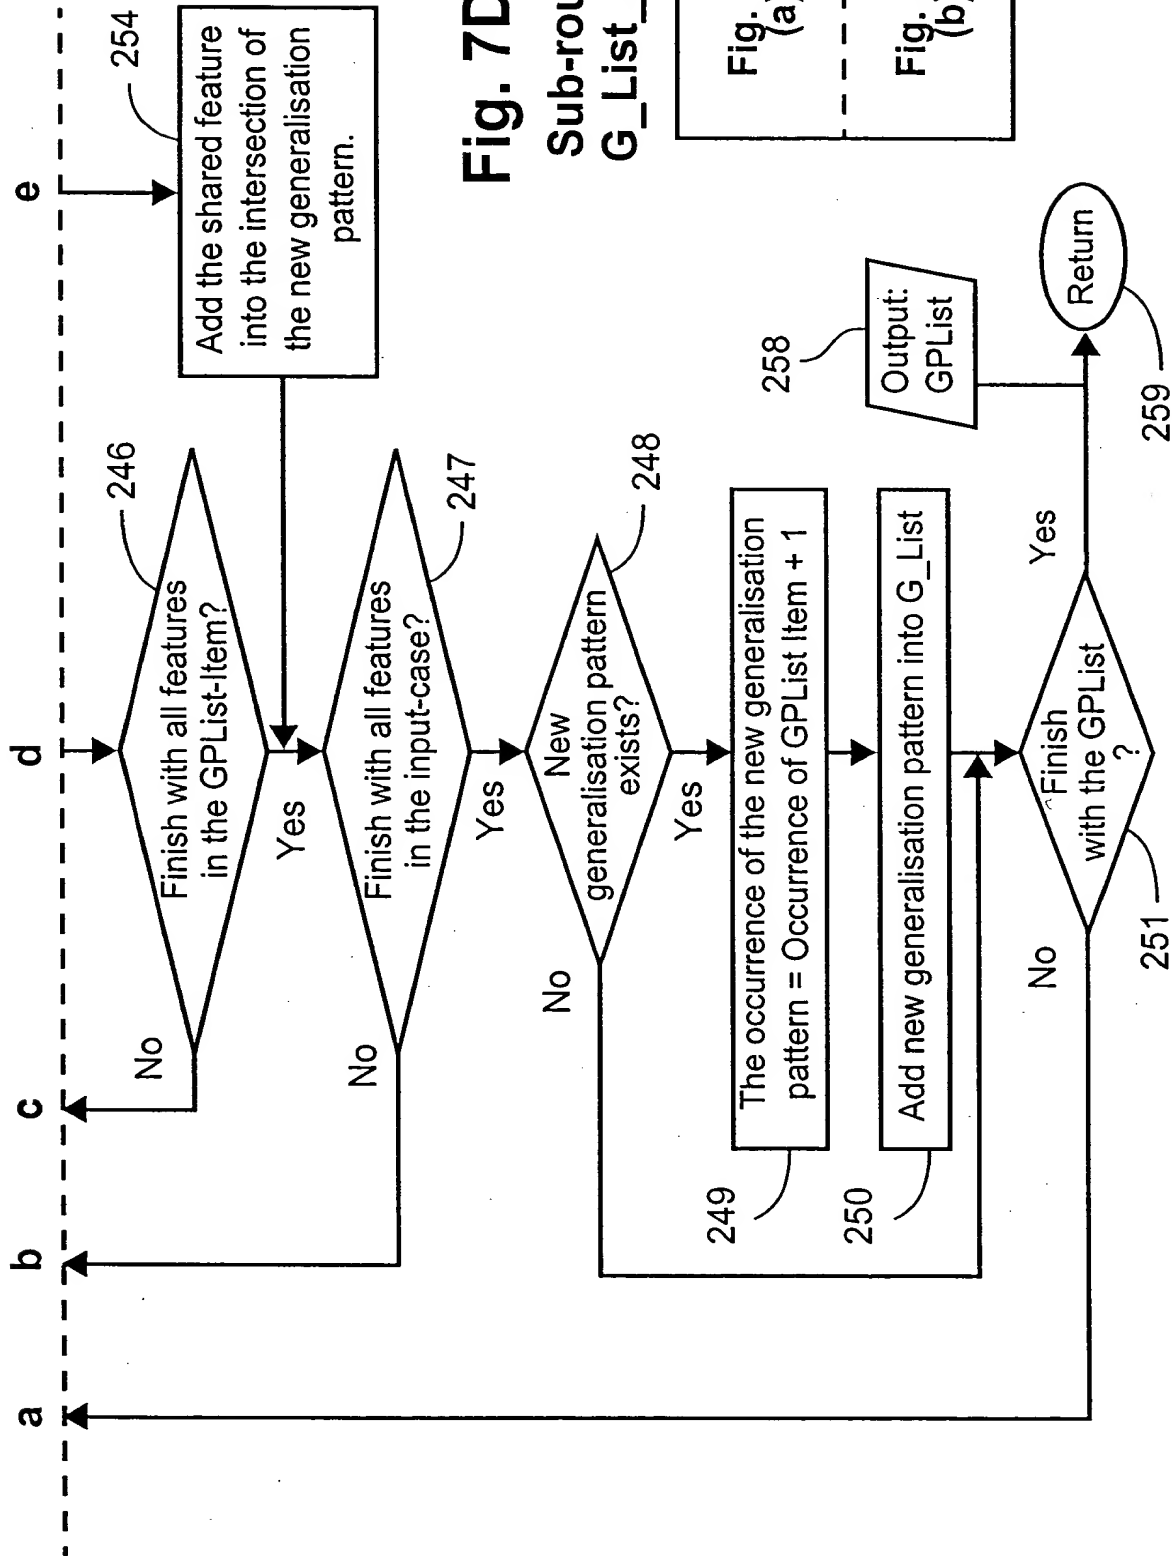 a
b
c
d
e
254
Add the shared feature
into the intersection of
the new generalisation
pattern.
246
Finish with all features
in the GPList-Item?
No
Yes
247
Finish with all features
in the input-case?
No
Yes
248
New
generalisation pattern
exists?
No
Yes
249
The occurrence of the new generalisation
pattern = Occurrence of GPList Item + 1
250
Add new generalisation pattern into G_List
Finish
with the GPList
?
251
No
Yes
258
Output:
GPList
Return
259
Fig. 7D
Sub-rou
G_List_
Fig.
(a)
Fig.
(b)